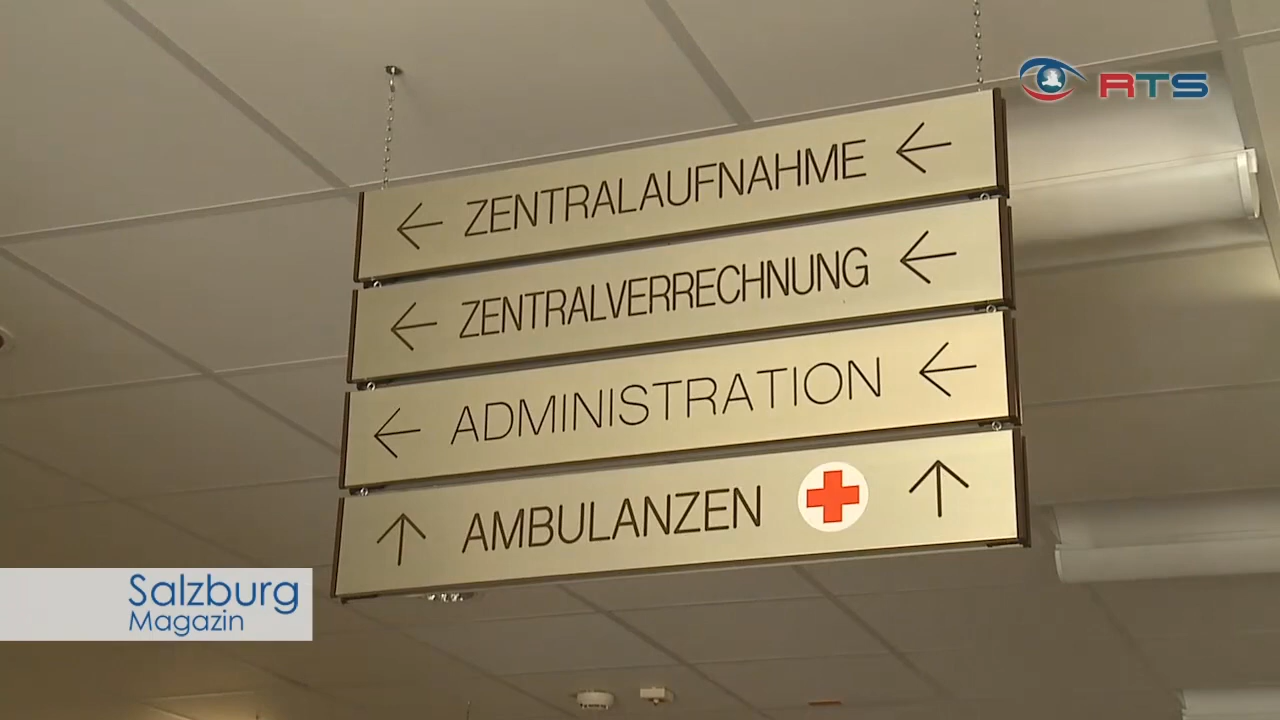 RTS
ZENTRALAUFNAHME
ZENTRALVERRECHNUNG
ADMINISTRATION
AMBULANZEN
Salzburg
Magazin